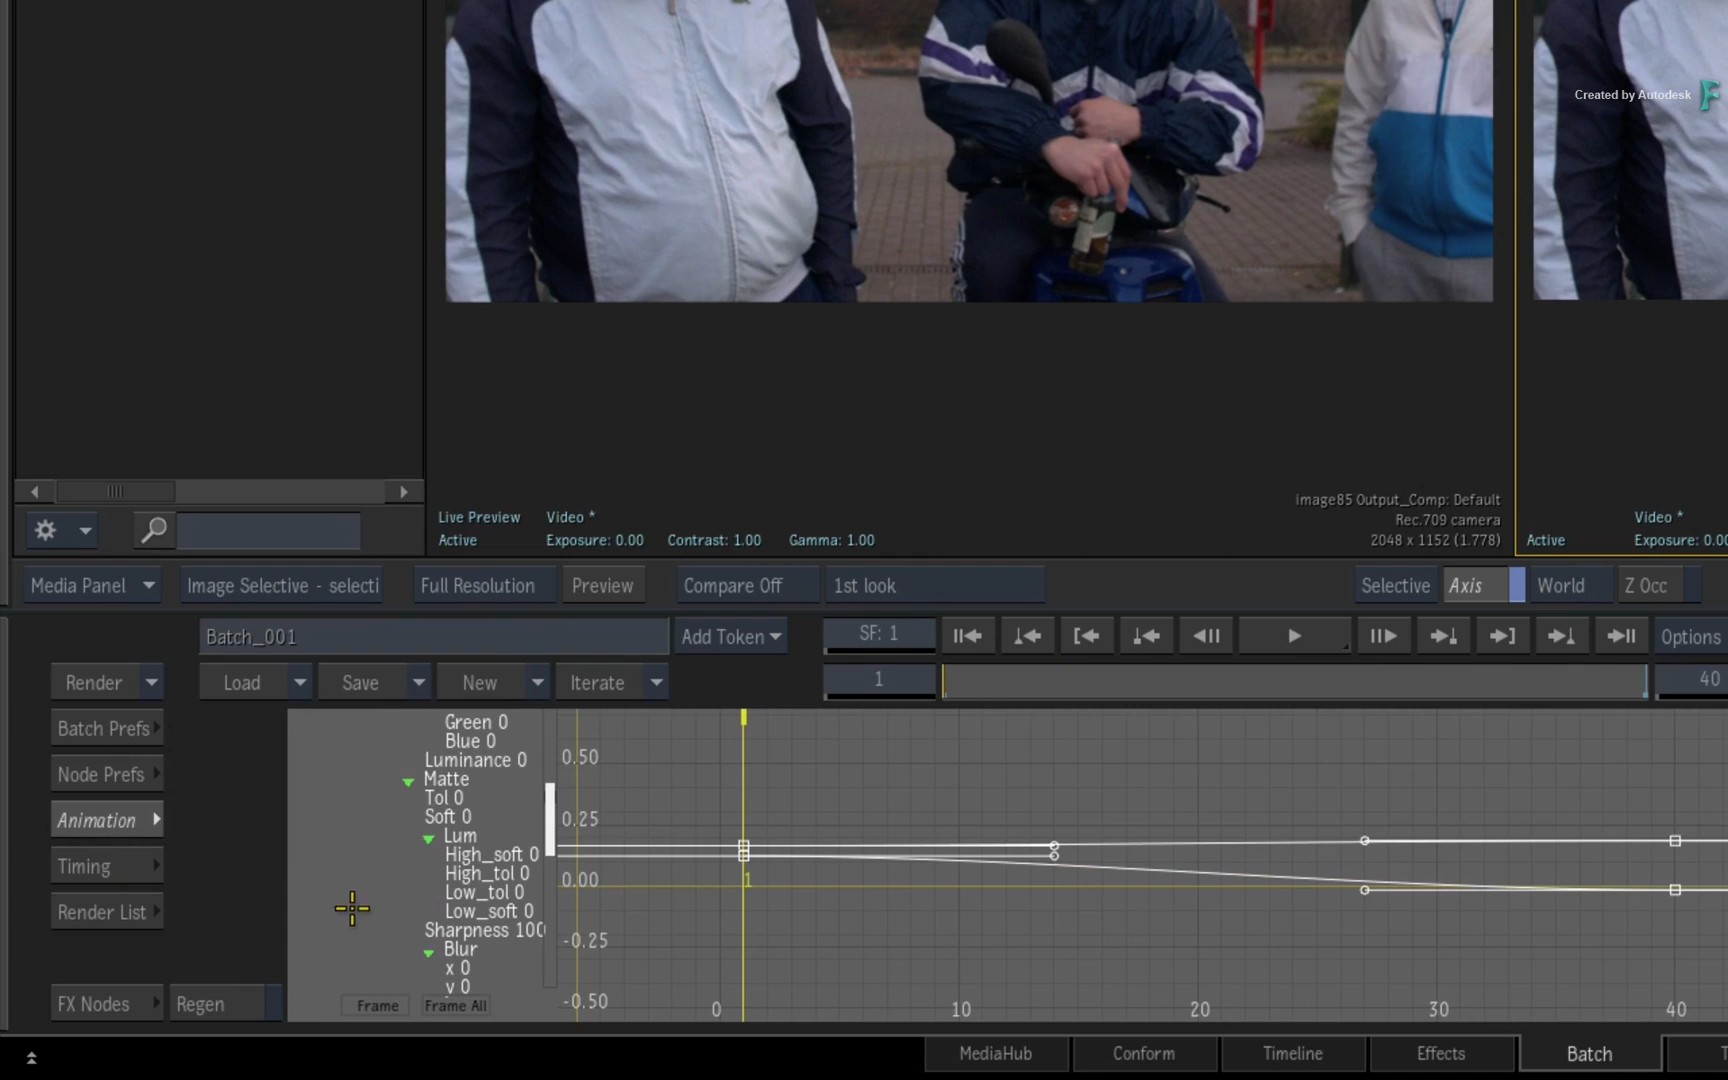 Created by Autodesk
image85 Output_Comp: Default
Live Preview
Video *
Rec.709 camera
Video *
Active
Exposure: 0.00
Contrast: 1.00
Gamma: 1.00
2048 x 1152 (1.778)
Active
Exposure: 0.00
Media Panel
Image Selective - selecti
Full Resolution
Preview
Compare Off
1st look
Selective
Axis
World
Z Occ
Batch_001
Add Token
SF: 1
Options
Render
Load
Save
New
Iterate
1
40
Batch Prefs
Node Prefs
Animation
Timing
Render List
FX Nodes
Regen
Green 0
Blue 0
Luminance 0
Matte
Tol 0
Soft 0
Lum
High_soft 0
High_tol 0
Low_tol 0
Low_soft 0
Sharpness 100
Blur
x 0
y 0
Frame
Frame All
0.50
0.25
0.00
-0.25
-0.50
1
0
10
20
30
40
MediaHub
Conform
Timeline
Effects
Batch